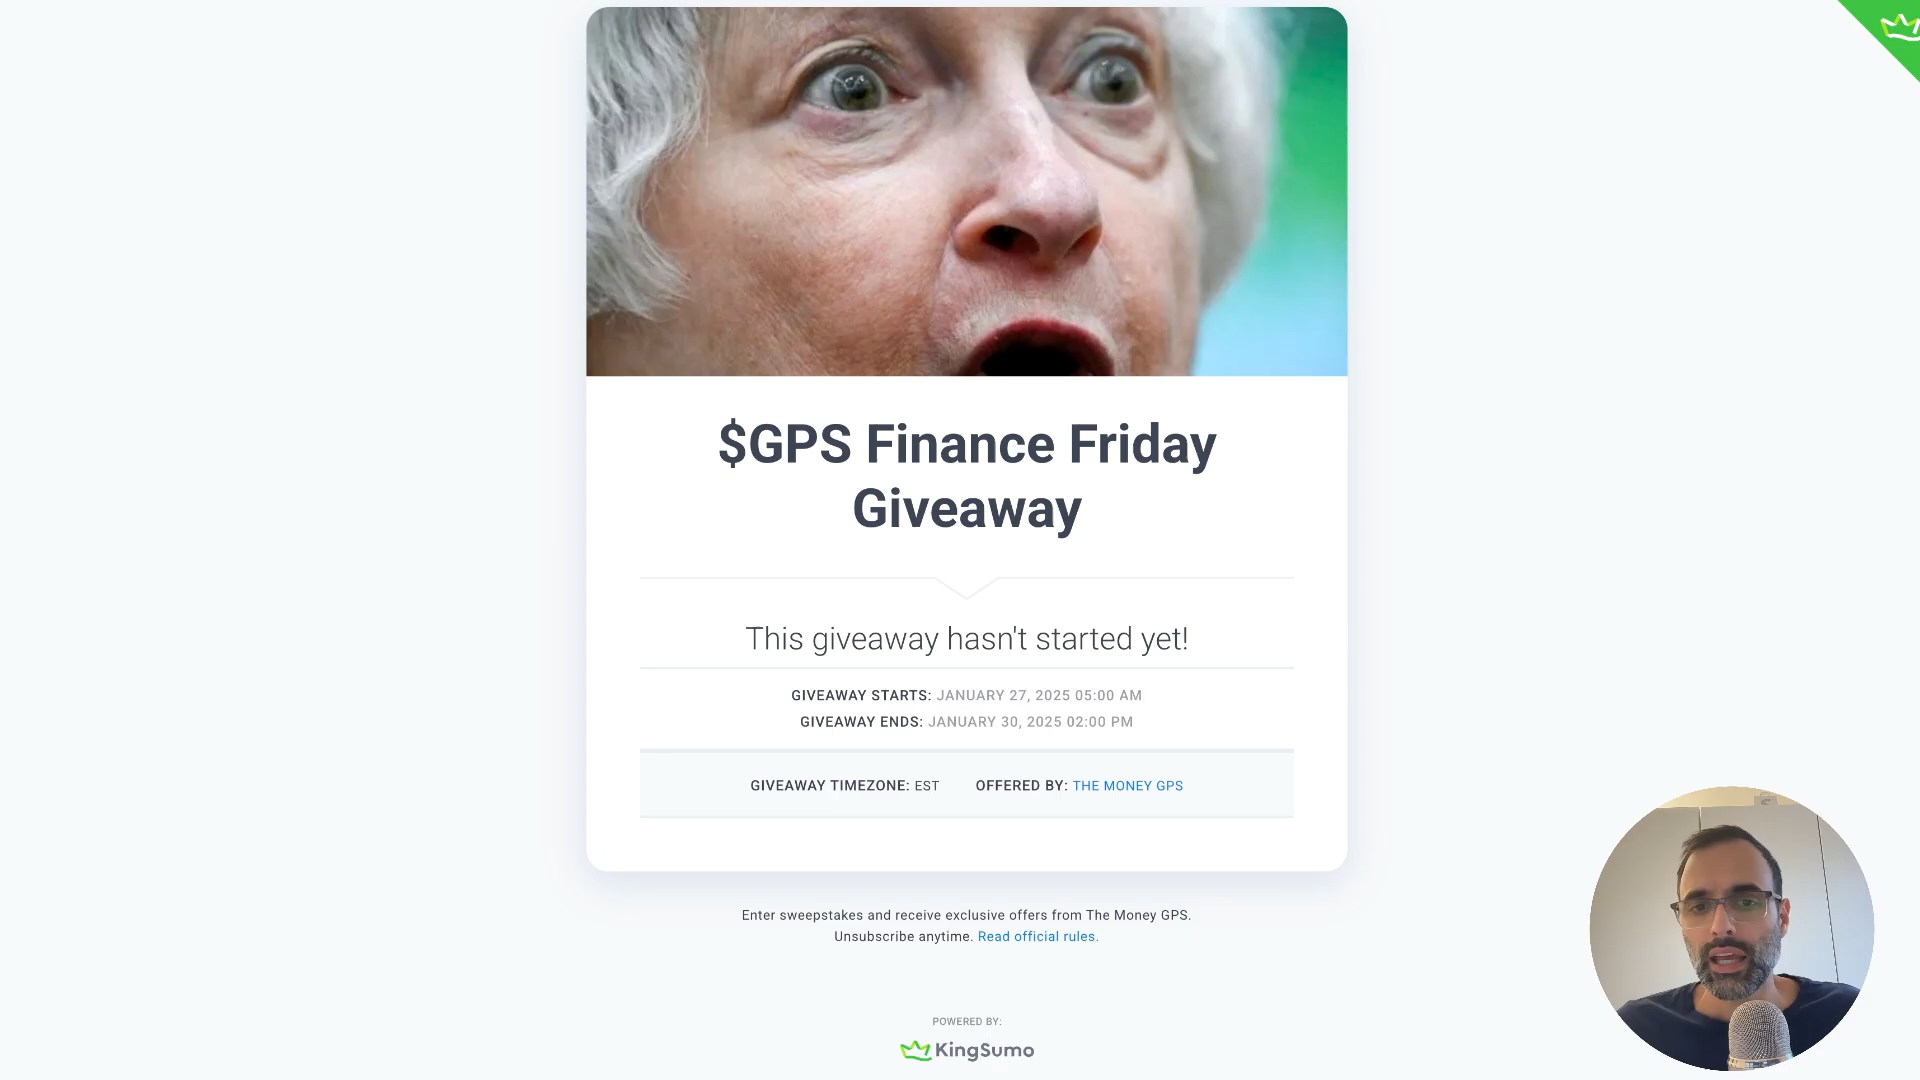 $GPS Finance Friday
Giveaway
This giveaway hasn't started yet!
GIVEAWAY STARTS: JANUARY 27, 2025 05:00 AM
GIVEAWAY ENDS: JANUARY 30, 2025 02:00 PM
GIVEAWAY TIMEZONE: EST OFFERED BY: THE MONEY GPS
Enter sweepstakes and receive exclusive offers from The Money GPS.
Unsubscribe anytime. Read official rules.
POWERED BY:
KingSumo